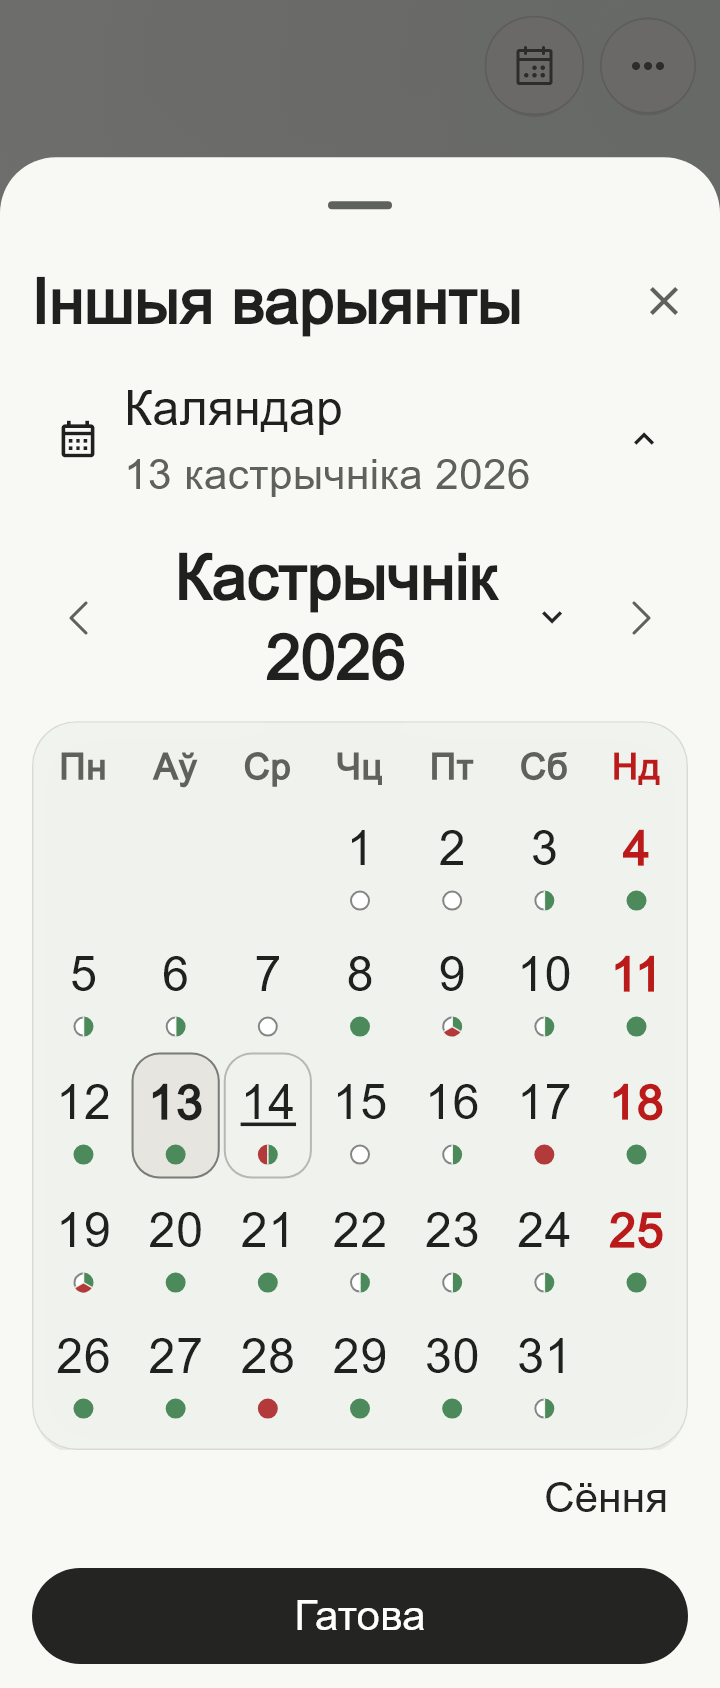 Іншыя варыянты
Каляндар
13 кастрычніка 2026
Кастрычнік
2026
Пн Аў Ср Чц Пт Сб Нд
1 2 3 4
5 6 7 8 9 10 11
12 13 14 15 16 17 18
19 20 21 22 23 24 25
26 27 28 29 30 31
Сёння
Гатова